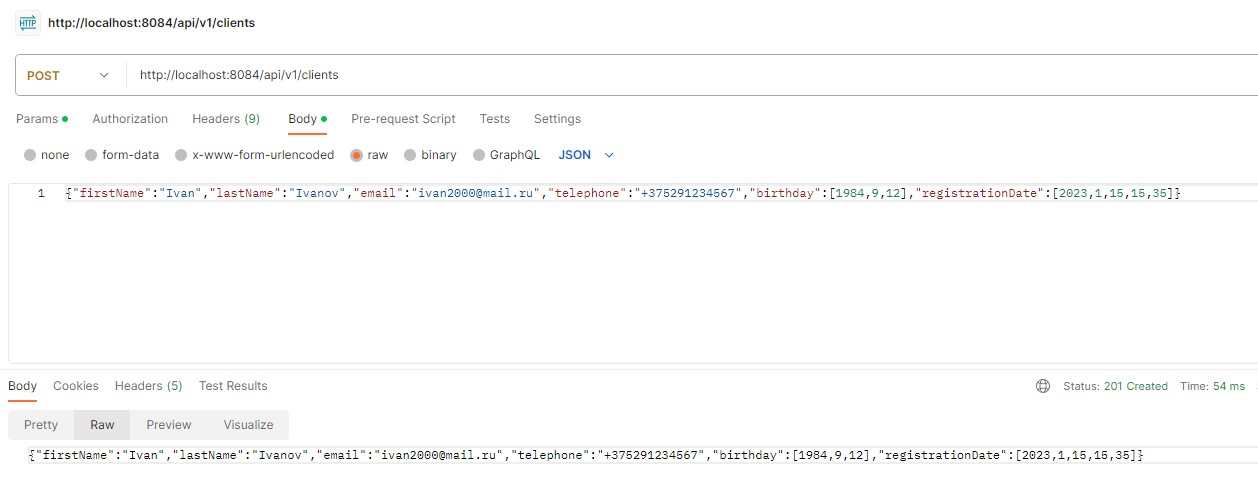 HTTP http://localhost:8084/api/v1/clients
POST http://localhost:8084/api/v1/clients
Params Authorization Headers (9) Body Pre-request Script Tests Settings
none form-data x-www-form-urlencoded raw binary GraphQL JSON
1 {"firstName":"Ivan","lastName":"Ivanov","email":"ivan2000@mail.ru","telephone":"+375291234567","birthday":[1984,9,12],"registrationDate":[2023,1,15,15,35]}
Body Cookies Headers (5) Test Results Status: 201 Created Time: 54 ms
Pretty Raw Preview Visualize
{"firstName":"Ivan","lastName":"Ivanov","email":"ivan2000@mail.ru","telephone":"+375291234567","birthday":[1984,9,12],"registrationDate":[2023,1,15,15,35]}